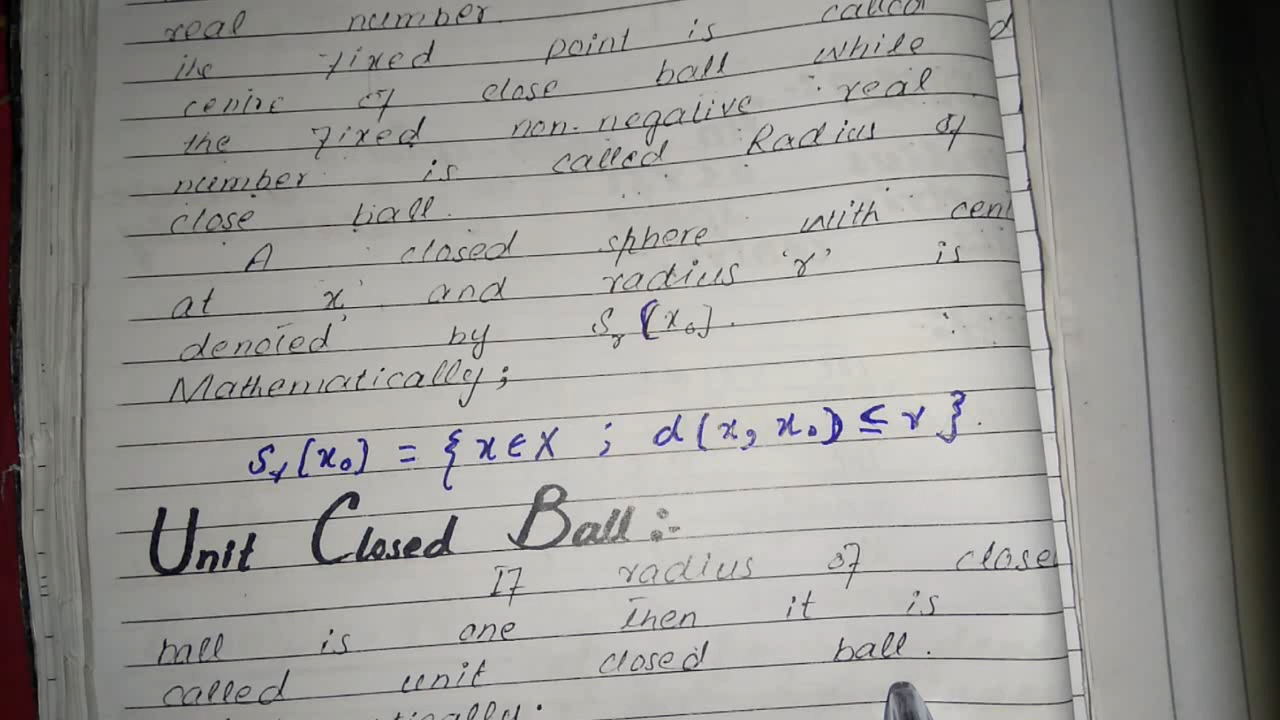 real number
the fixed point is called
centre of close ball while
the fixed non-negative real
number is called Radius of
close ball.
A closed sphere with cent
at x, and radius 'r' is
denoted by Sr[x₀].
Mathematically;
Sr[x₀] = {x ∈ X ; d(x, x₀) ≤ r}.
Unit Closed Ball:-
If radius of close
ball is one then it is
called unit closed ball.